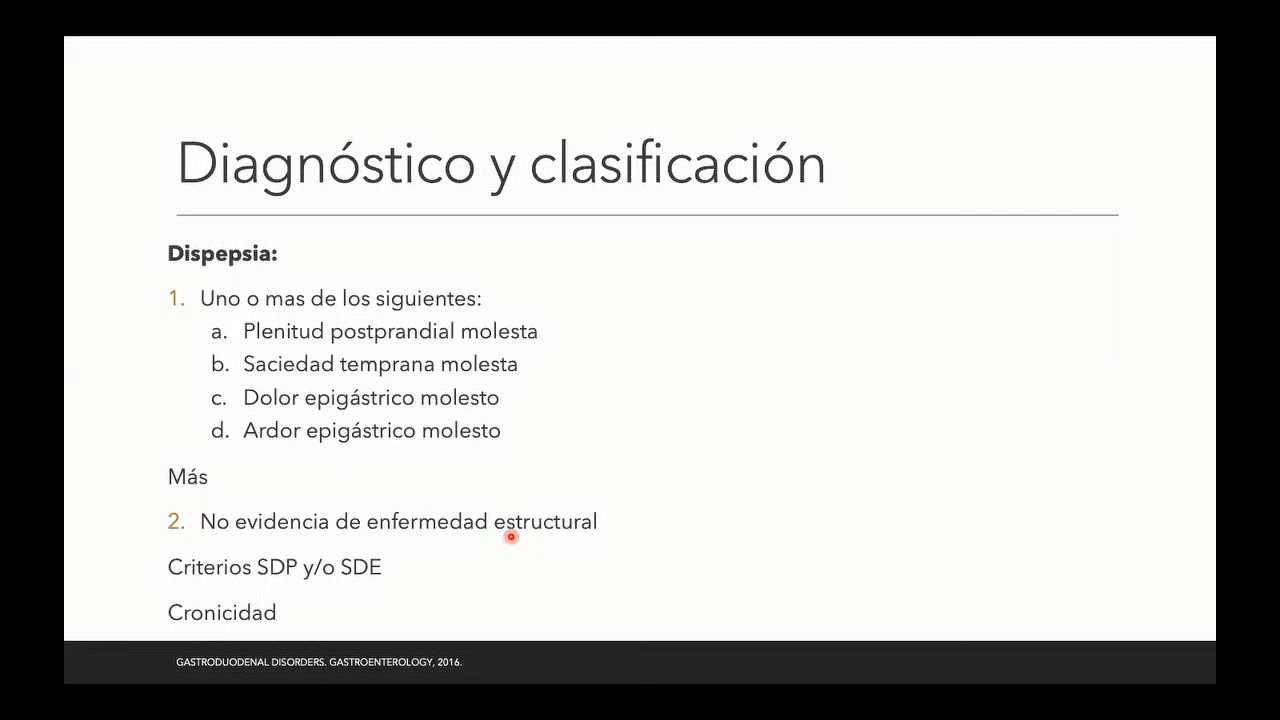 Diagnóstico y clasificación
Dispepsia:
1. Uno o mas de los siguientes:
a. Plenitud postprandial molesta
b. Saciedad temprana molesta
c. Dolor epigástrico molesto
d. Ardor epigástrico molesto
Más
2. No evidencia de enfermedad estructural
Criterios SDP y/o SDE
Cronicidad
GASTRODUODENAL DISORDERS. GASTROENTEROLOGY, 2016.